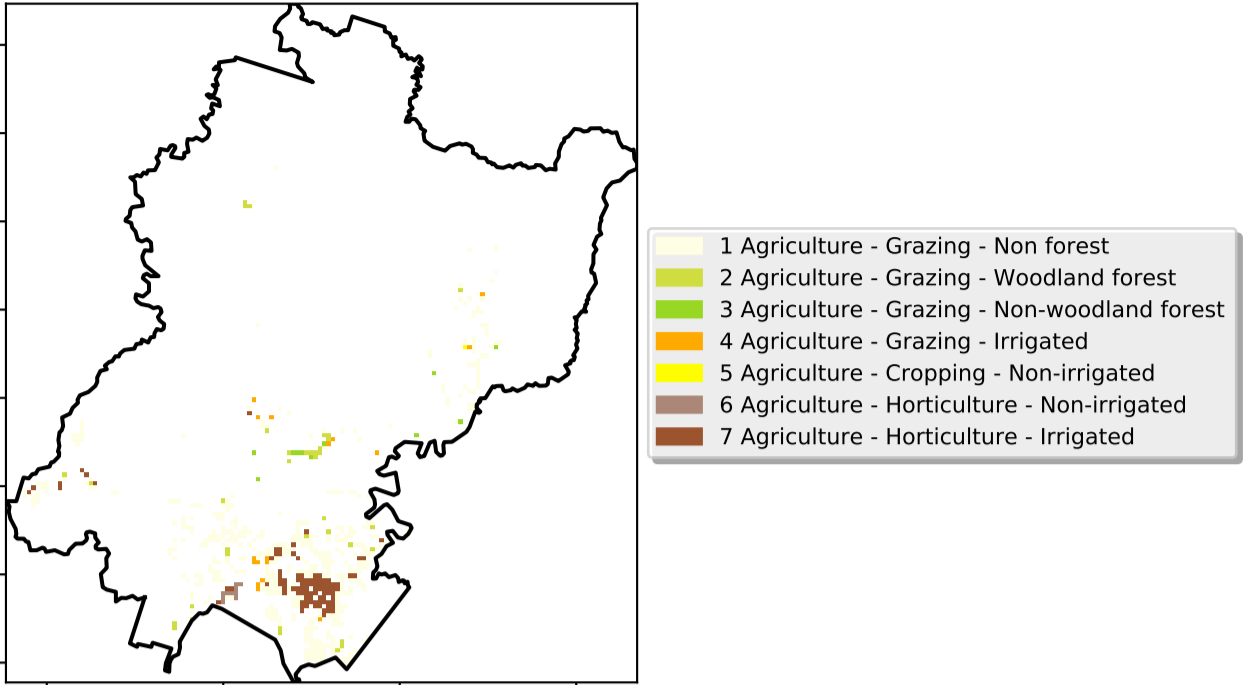 1 Agriculture - Grazing - Non forest
2 Agriculture - Grazing - Woodland forest
3 Agriculture - Grazing - Non-woodland forest
4 Agriculture - Grazing - Irrigated
5 Agriculture - Cropping - Non-irrigated
6 Agriculture - Horticulture - Non-irrigated
7 Agriculture - Horticulture - Irrigated